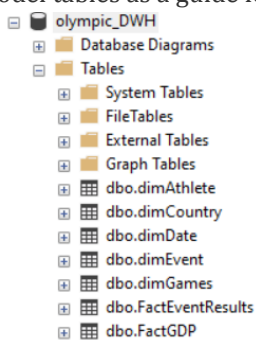 olympic_DWH
Database Diagrams
Tables
System Tables
FileTables
External Tables
Graph Tables
dbo.dimAthlete
dbo.dimCountry
dbo.dimDate
dbo.dimEvent
dbo.dimGames
dbo.FactEventResults
dbo.FactGDP